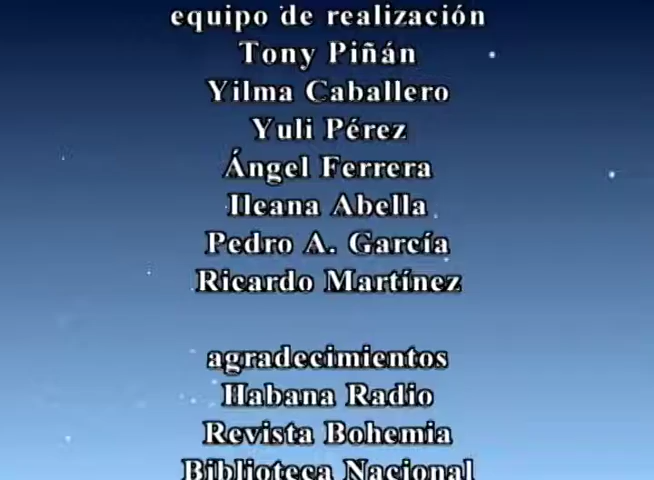 equipo de realización
Tony Piñán
Yilma Caballero
Yuli Pérez
Ángel Ferrera
Ileana Abella
Pedro A. García
Ricardo Martínez
agradecimientos
Habana Radio
Revista Bohemia
Biblioteca Nacional